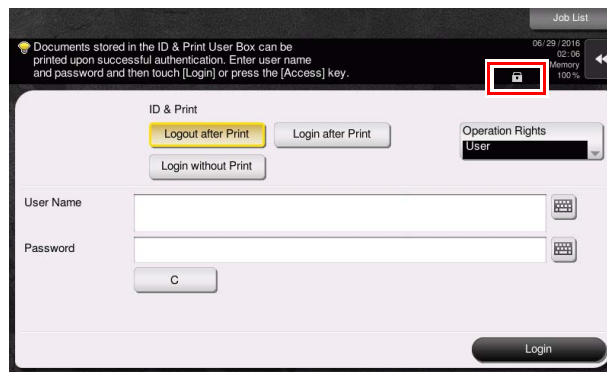 Job List
Documents stored in the ID & Print User Box can be
printed upon successful authentication. Enter user name
and password and then touch [Login] or press the [Access] key.
06/29/2016
02:06
Memory
100 %
ID & Print
Logout after Print
Login after Print
Login without Print
Operation Rights
User
User Name
Password
C
Login